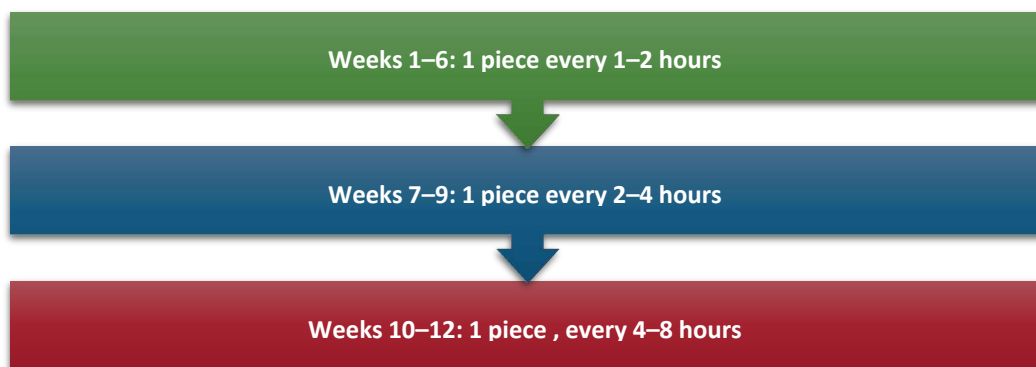 Weeks 1–6: 1 piece every 1–2 hours
Weeks 7–9: 1 piece every 2–4 hours
Weeks 10–12: 1 piece , every 4–8 hours